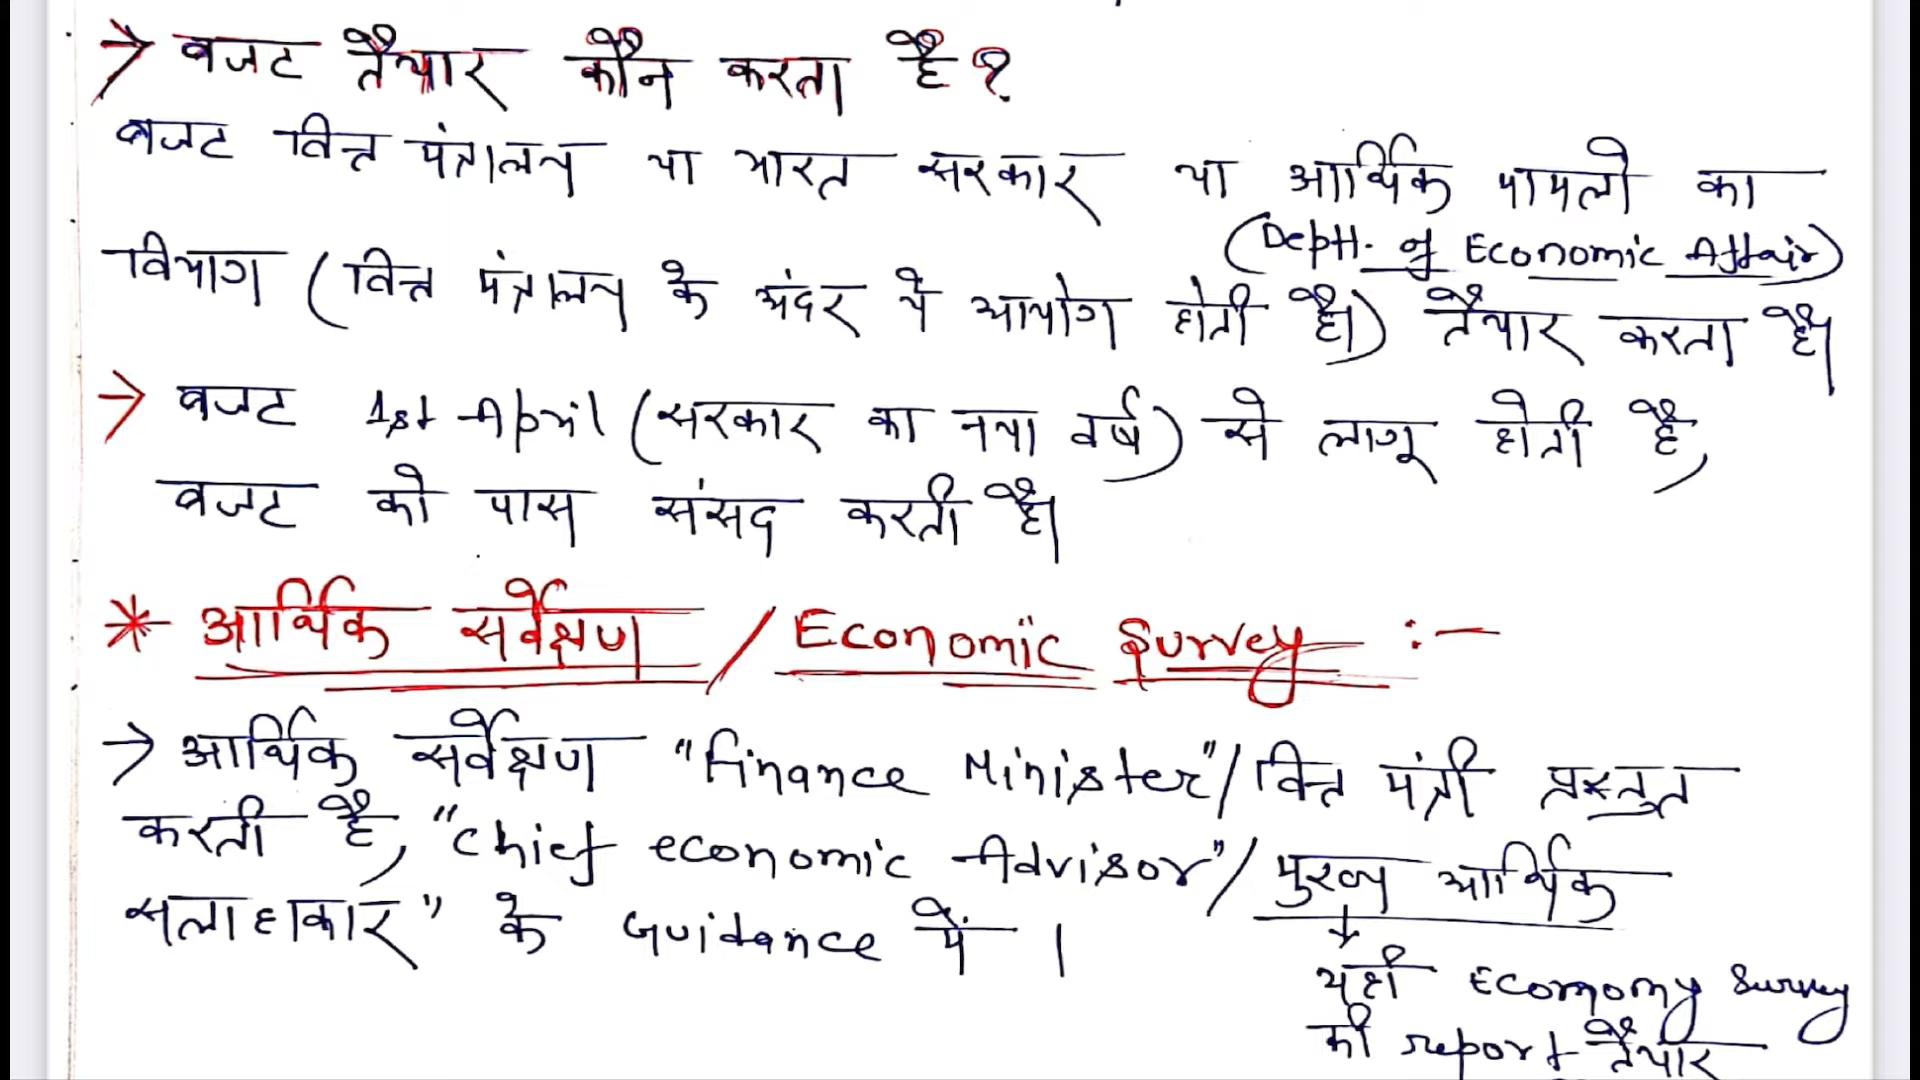 → बजट तैयार कौन करता है?
बजट वित्त मंत्रालय या भारत सरकार या आर्थिक मामलो का
(Deptt. of Economic Affair)
विभाग (वित्त मंत्रालय के अंदर मे आयोग होती है।) तैयार करता है।
→ बजट 1st April (सरकार का नया वर्ष) से लागू होती है,
बजट को पास संसद करती है।
* आर्थिक सर्वेक्षण / Economic Survey :-
→ आर्थिक सर्वेक्षण "Finance Minister"/वित्त मंत्री प्रस्तुत
करती है, "Chief economic Advisor"/मुख्य आर्थिक
सलाहाकार" के Guidance में।
↓
यही Economy Survey
की report तैयार